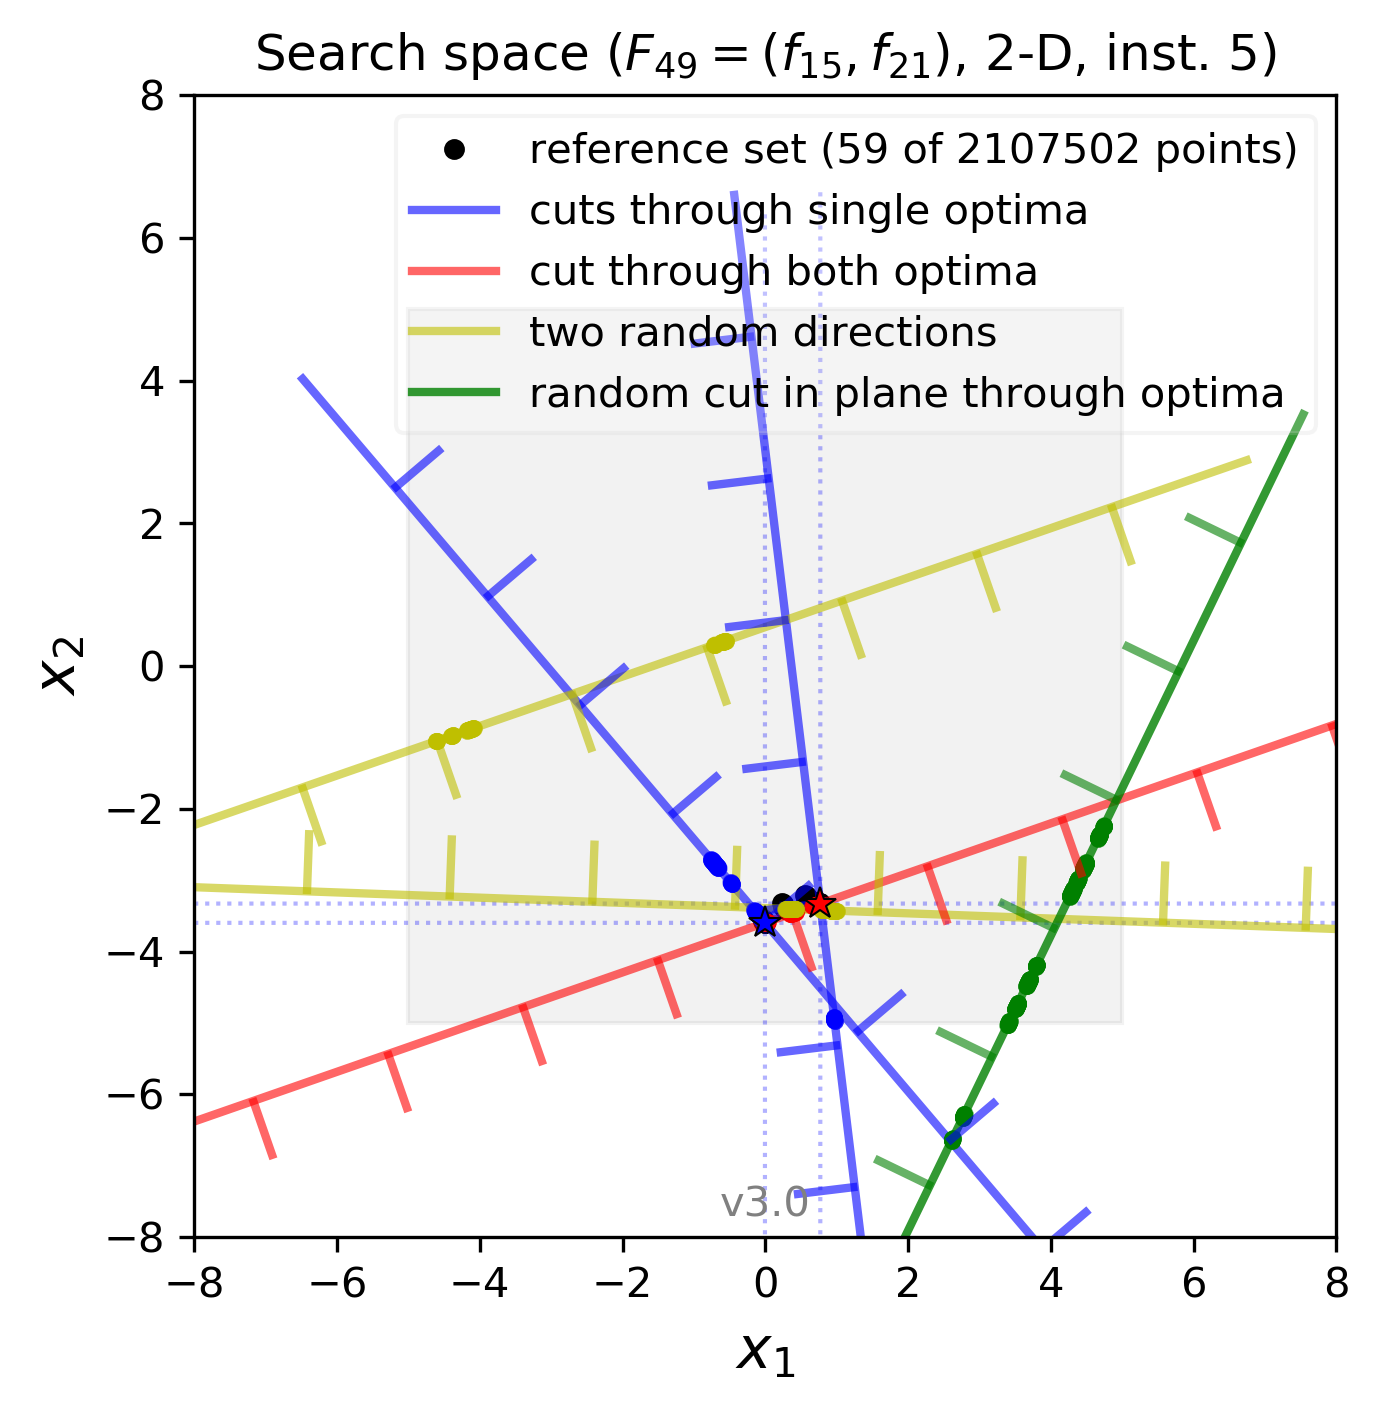 Search space (F₄₉ = (f₁₅, f₂₁), 2-D, inst. 5)
8
6
4
2
0
−2
−4
−6
−8
x₂
reference set (59 of 2107502 points)
cuts through single optima
cut through both optima
two random directions
random cut in plane through optima
v3.0
−8 −6 −4 −2 0 2 4 6 8
x₁